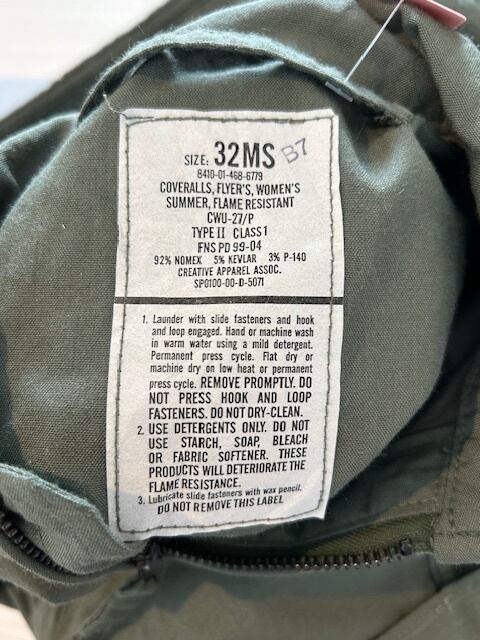 SIZE: 32MS B7
8410-01-468-6779
COVERALLS, FLYER'S, WOMEN'S
SUMMER, FLAME RESISTANT
CWU-27/P
TYPE II CLASS 1
FNS PD 99-04
92% NOMEX 5% KEVLAR 3% P-140
CREATIVE APPAREL ASSOC.
SPO100-00-D-5071
1. Launder with slide fasteners and hook
and loop engaged. Hand or machine wash
in warm water using a mild detergent.
Permanent press cycle. Flat dry or
machine dry on low heat or permanent
press cycle. REMOVE PROMPTLY. DO
NOT PRESS HOOK AND LOOP
FASTENERS. DO NOT DRY-CLEAN.
2. USE DETERGENTS ONLY. DO NOT
USE STARCH, SOAP, BLEACH
OR FABRIC SOFTENER. THESE
PRODUCTS WILL DETERIORATE THE
FLAME RESISTANCE.
3. Lubricate slide fasteners with wax pencil.
DO NOT REMOVE THIS LABEL